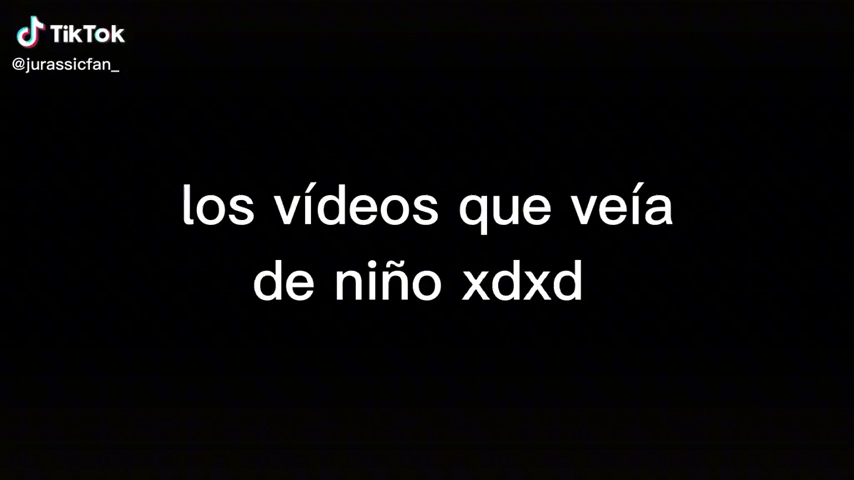 TikTok
@jurassicfan_
los vídeos que veía
de niño xdxd